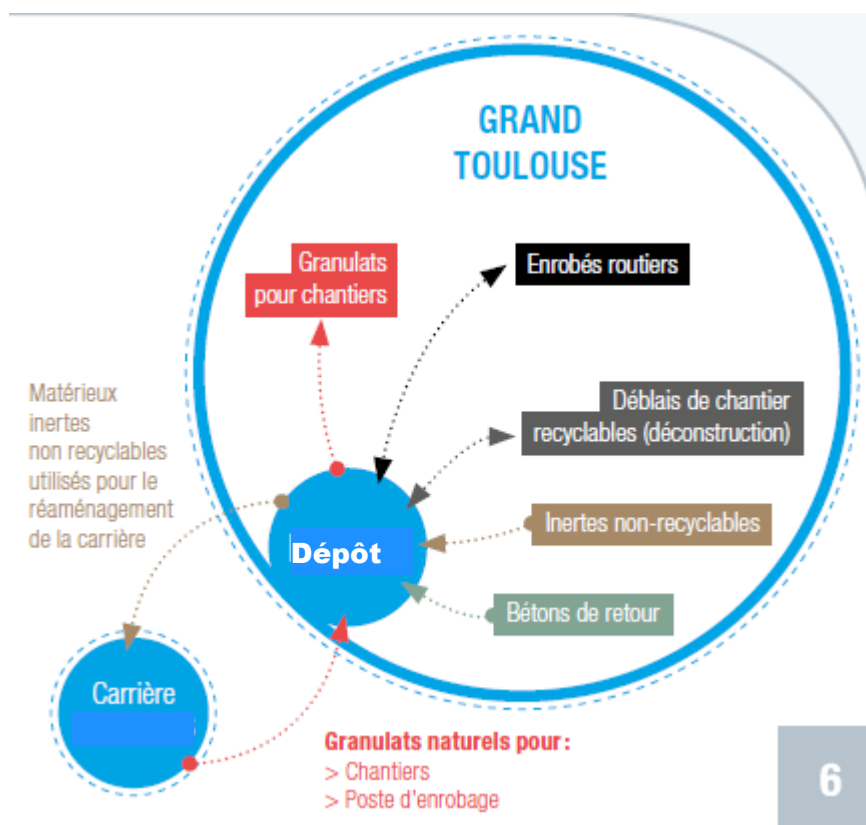 GRAND
TOULOUSE
Granulats
pour chantiers
Enrobés routiers
Matérieux
inertes
non recyclables
utilisés pour le
réaménagement
de la carrière
Déblais de chantier
recyclables (déconstruction)
Inertes non-recyclables
Dépôt
Bétons de retour
Carrière
Granulats naturels pour :
> Chantiers
> Poste d'enrobage
6